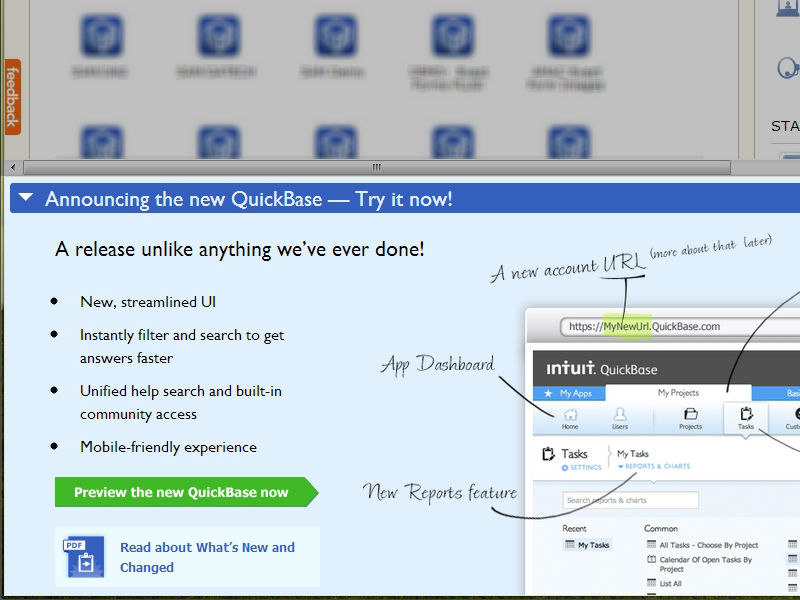 feedback
STA
Announcing the new QuickBase — Try it now!
A release unlike anything we've ever done!
New, streamlined UI
Instantly filter and search to get
answers faster
Unified help search and built-in
community access
Mobile-friendly experience
Preview the new QuickBase now
PDF
Read about What's New and
Changed
A new account URL (more about that later)
https://MyNewUrl.QuickBase.com
App Dashboard
intuit. QuickBase
My Apps
My Projects
Basi
Home
Users
Projects
Tasks
Custo
Tasks
My Tasks
SETTINGS
REPORTS & CHARTS
New Reports feature
Search reports & charts
Recent
Common
My Tasks
All Tasks - Choose By Project
Calendar Of Open Tasks By
Project
List All